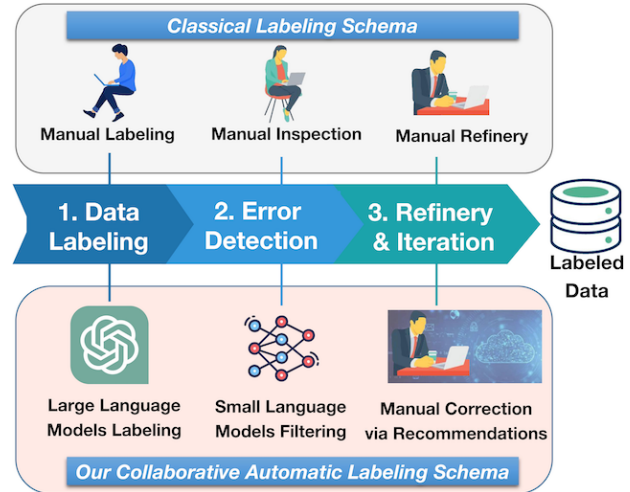 Classical Labeling Schema
Manual Labeling
Manual Inspection
Manual Refinery
1. Data
Labeling
2. Error
Detection
3. Refinery
& Iteration
Labeled
Data
Large Language
Models Labeling
Small Language
Models Filtering
Manual Correction
via Recommendations
Our Collaborative Automatic Labeling Schema